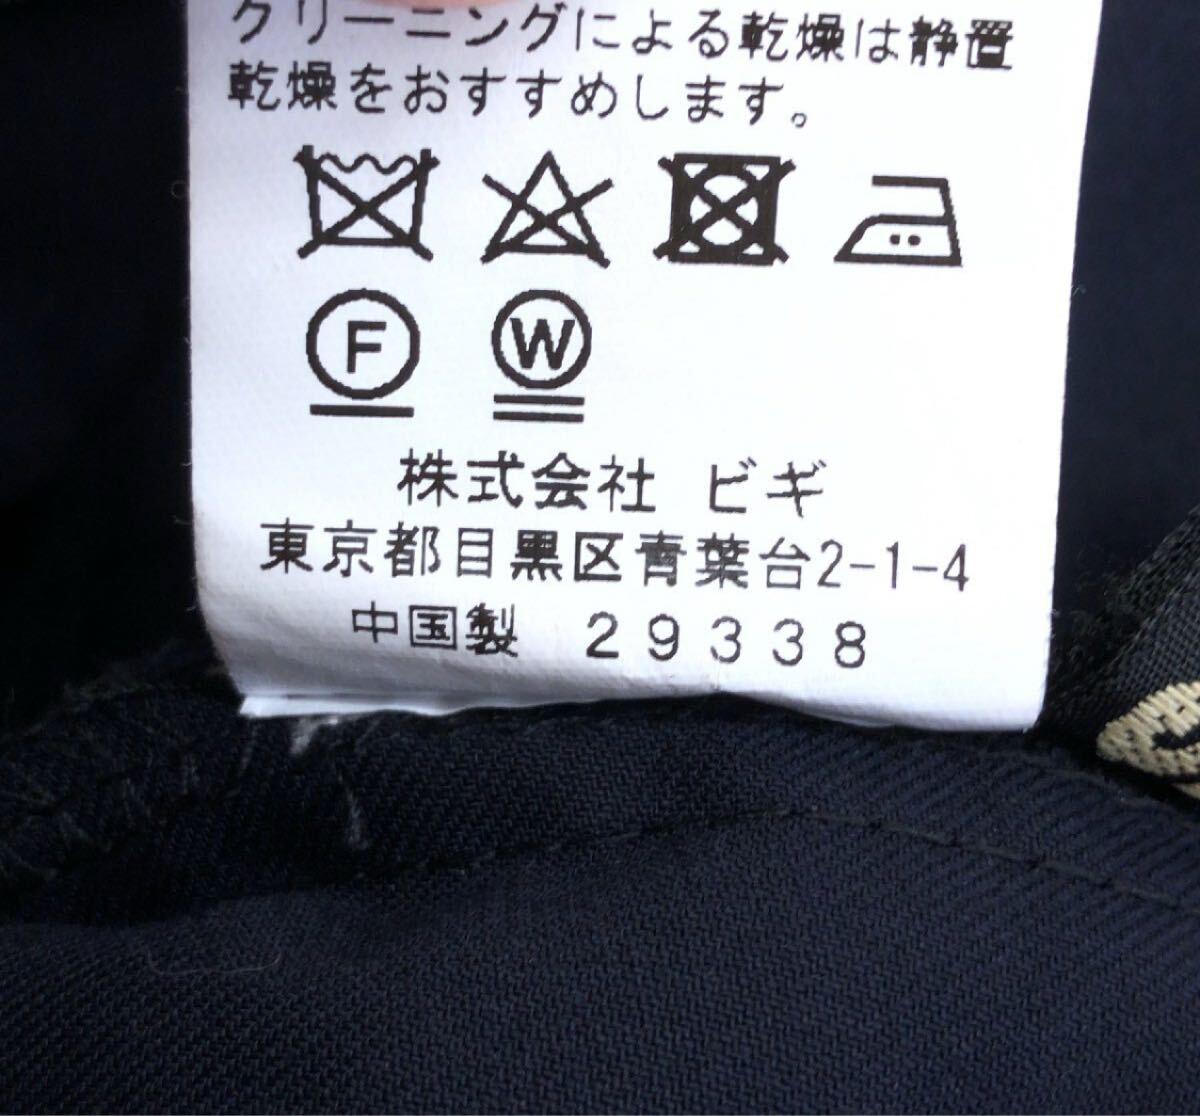 クリーニングによる乾燥は静置
乾燥をおすすめします。
F W
株式会社 ビギ
東京都目黒区青葉台2-1-4
中国製 29338